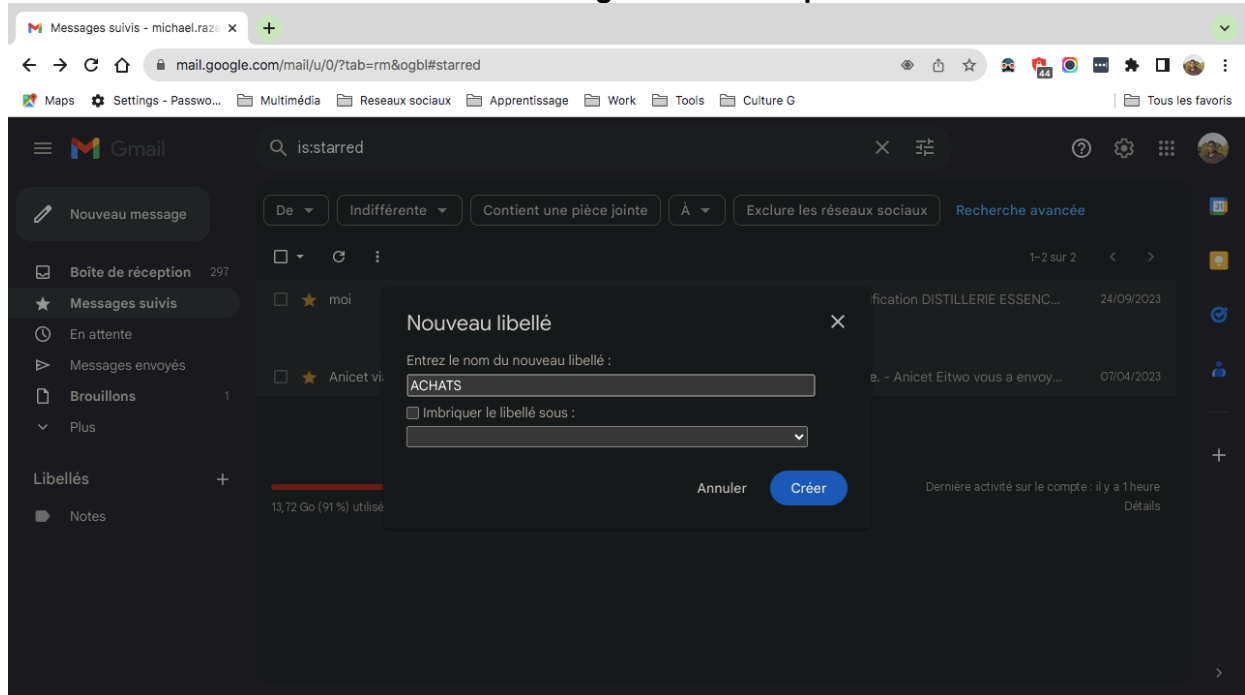 Messages suivis - michael.raza
mail.google.com/mail/u/0/?tab=rm&ogbl#starred
44
Maps Settings - Passwo... Multimédia Reseaux sociaux Apprentissage Work Tools Culture G Tous les favoris
Gmail
is:starred
Nouveau message
De Indifférente Contient une pièce jointe À Exclure les réseaux sociaux Recherche avancée
31
1–2 sur 2
Boîte de réception 297
Messages suivis
En attente
Messages envoyés
Brouillons 1
Plus
Libellés
Notes
moi
ification DISTILLERIE ESSENC... 24/09/2023
Anicet vi
e. - Anicet Eitwo vous a envoy... 07/04/2023
Nouveau libellé
Entrez le nom du nouveau libellé :
ACHATS
Imbriquer le libellé sous :
Annuler Créer
13,72 Go (91 %) utilisé
Dernière activité sur le compte : il y a 1 heure
Détails